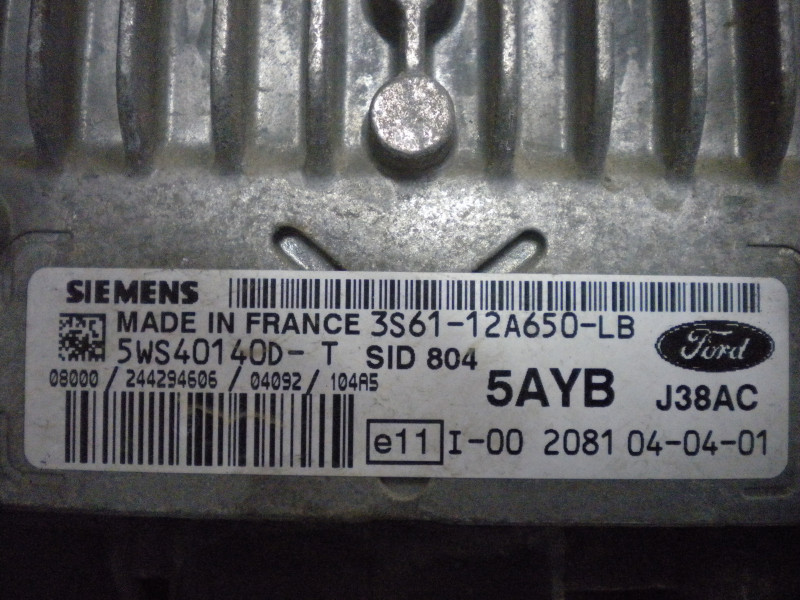 SIEMENS
MADE IN FRANCE 3S61-12A650-LB
5WS40140D-T SID 804
Ford
08000/244294606/04092/104A5
5AYB J38AC
e11 I-00 2081 04-04-01